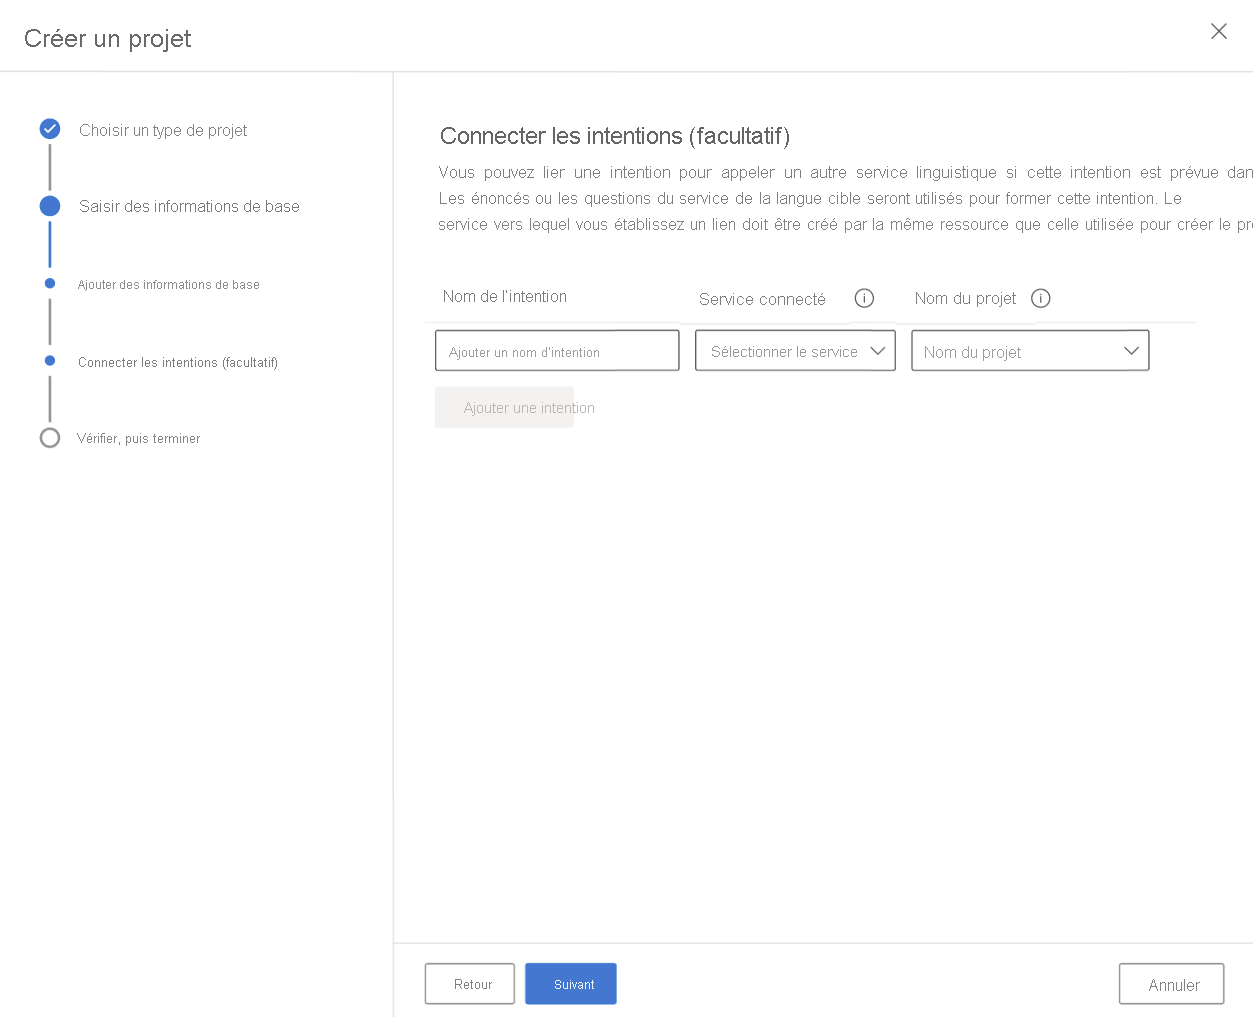 Créer un projet
Choisir un type de projet
Saisir des informations de base
Ajouter des informations de base
Connecter les intentions (facultatif)
Vérifier, puis terminer
Connecter les intentions (facultatif)
Vous pouvez lier une intention pour appeler un autre service linguistique si cette intention est prévue dan
Les énoncés ou les questions du service de la langue cible seront utilisés pour former cette intention. Le
service vers lequel vous établissez un lien doit être créé par la même ressource que celle utilisée pour créer le pr
Nom de l'intention Service connecté Nom du projet
Ajouter un nom d'intention Sélectionner le service Nom du projet
Ajouter une intention
Retour Suivant Annuler